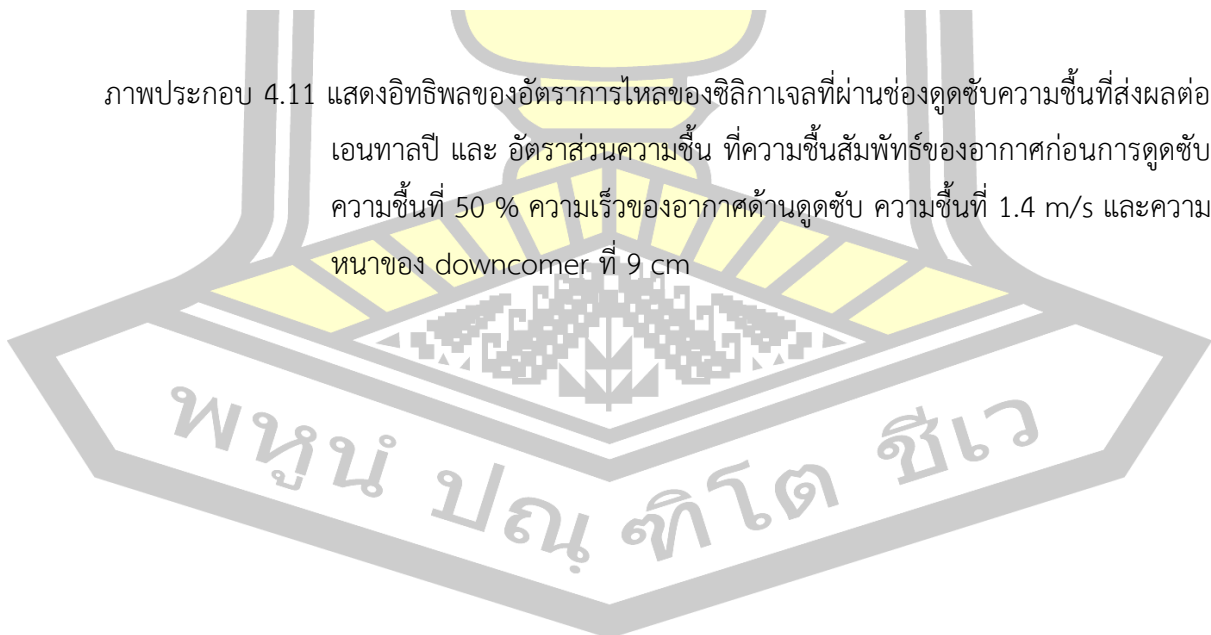 ภาพประกอบ 4.11 แสดงอิทธิพลของอัตราการไหลของซิลิกาเจลที่ผ่านช่องดูดซับความชื้นที่ส่งผลต่อ
เอนทาลปี และ อัตราส่วนความชื้น ที่ความชื้นสัมพัทธ์ของอากาศก่อนการดูดซับ
ความชื้นที่ 50 % ความเร็วของอากาศด้านดูดซับ ความชื้นที่ 1.4 m/s และความ
หนาของ downcomer ที่ 9 cm
พหูนํ ปณฺฑิโต ชีเว